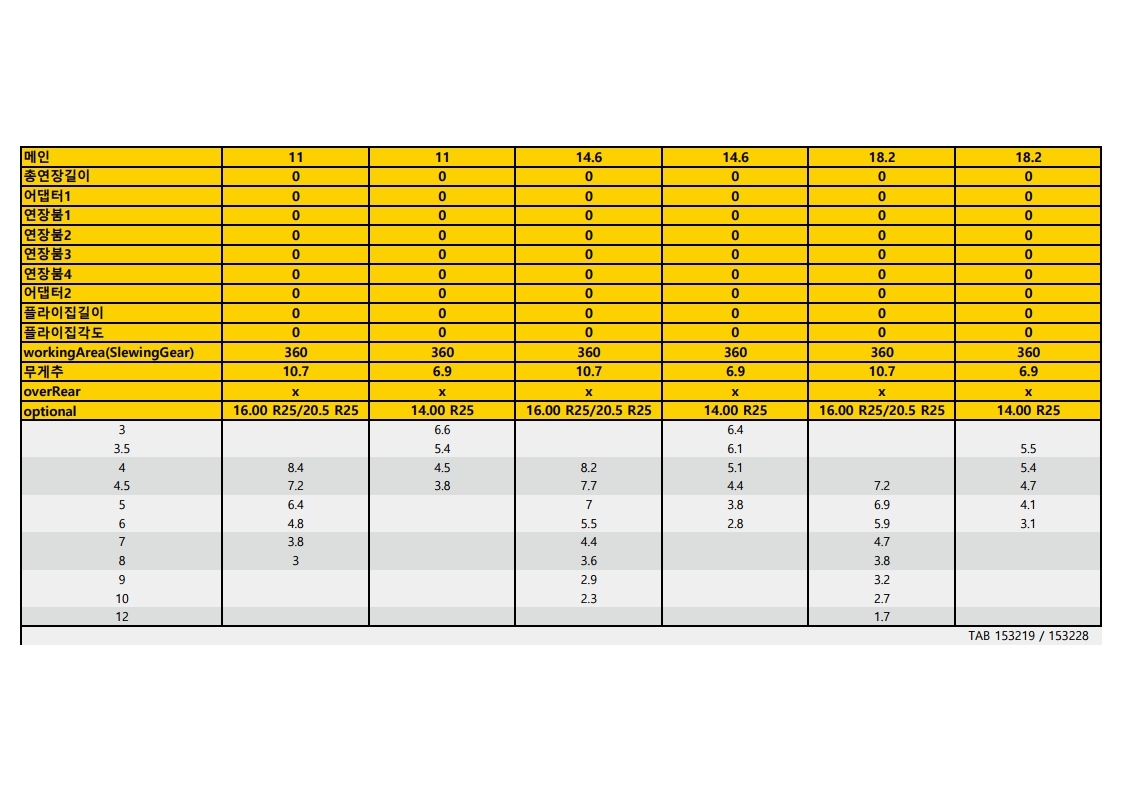 메인 11 11 14.6 14.6 18.2 18.2
총연장길이 0 0 0 0 0 0
어댑터1 0 0 0 0 0 0
연장붐1 0 0 0 0 0 0
연장붐2 0 0 0 0 0 0
연장붐3 0 0 0 0 0 0
연장붐4 0 0 0 0 0 0
어댑터2 0 0 0 0 0 0
플라이집길이 0 0 0 0 0 0
플라이집각도 0 0 0 0 0 0
workingArea(SlewingGear) 360 360 360 360 360 360
무게추 10.7 6.9 10.7 6.9 10.7 6.9
overRear x x x x x x
optional 16.00 R25/20.5 R25 14.00 R25 16.00 R25/20.5 R25 14.00 R25 16.00 R25/20.5 R25 14.00 R25
3 6.6 6.4
3.5 5.4 6.1 5.5
4 8.4 4.5 8.2 5.1 5.4
4.5 7.2 3.8 7.7 4.4 7.2 4.7
5 6.4 7 3.8 6.9 4.1
6 4.8 5.5 2.8 5.9 3.1
7 3.8 4.4 4.7
8 3 3.6 3.8
9 2.9 3.2
10 2.3 2.7
12 1.7
TAB 153219 / 153228